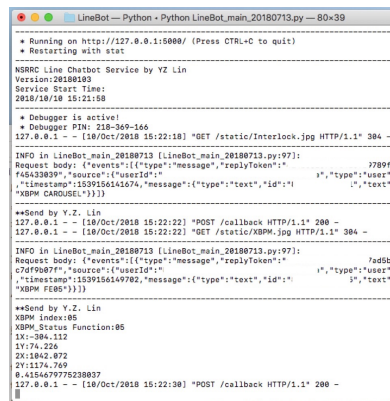 LineBot — Python • Python LineBot_main_20180713.py — 80×39
* Running on http://127.0.0.1:5000/ (Press CTRL+C to quit)
* Restarting with stat
NSRRC Line Chatbot Service by YZ Lin
Version:20180103
Service Start Time:
2018/10/10 15:21:58
* Debugger is active!
* Debugger PIN: 218-369-166
127.0.0.1 - - [10/Oct/2018 15:22:18] "GET /static/Interlock.jpg HTTP/1.1" 304 -
INFO in LineBot_main_20180713 [LineBot_main_20180713.py:97]:
Request body: {"events":[{"type":"message","replyToken":" ?789f
f45433039","source":{"userId":" ","type":"user"
,"timestamp":1539156141674,"message":{"type":"text","id":" ","text"
"XBPM CAROUSEL"}}]}
**Send by Y.Z. Lin
127.0.0.1 - - [10/Oct/2018 15:22:22] "POST /callback HTTP/1.1" 200 -
127.0.0.1 - - [10/Oct/2018 15:22:22] "GET /static/XBPM.jpg HTTP/1.1" 304 -
INFO in LineBot_main_20180713 [LineBot_main_20180713.py:97]:
Request body: {"events":[{"type":"message","replyToken":" ?ad5b
c7df9b07f","source":{"userId":" ","type":"user"
,"timestamp":1539156149702,"message":{"type":"text","id":" ","text"
"XBPM FE05"}}]}
**Send by Y.Z. Lin
XBPM index:05
XBPM_Status Function:05
1X:-304.112
1Y:74.226
2X:1042.072
2Y:1174.769
0.4154679775238037
127.0.0.1 - - [10/Oct/2018 15:22:30] "POST /callback HTTP/1.1" 200 -